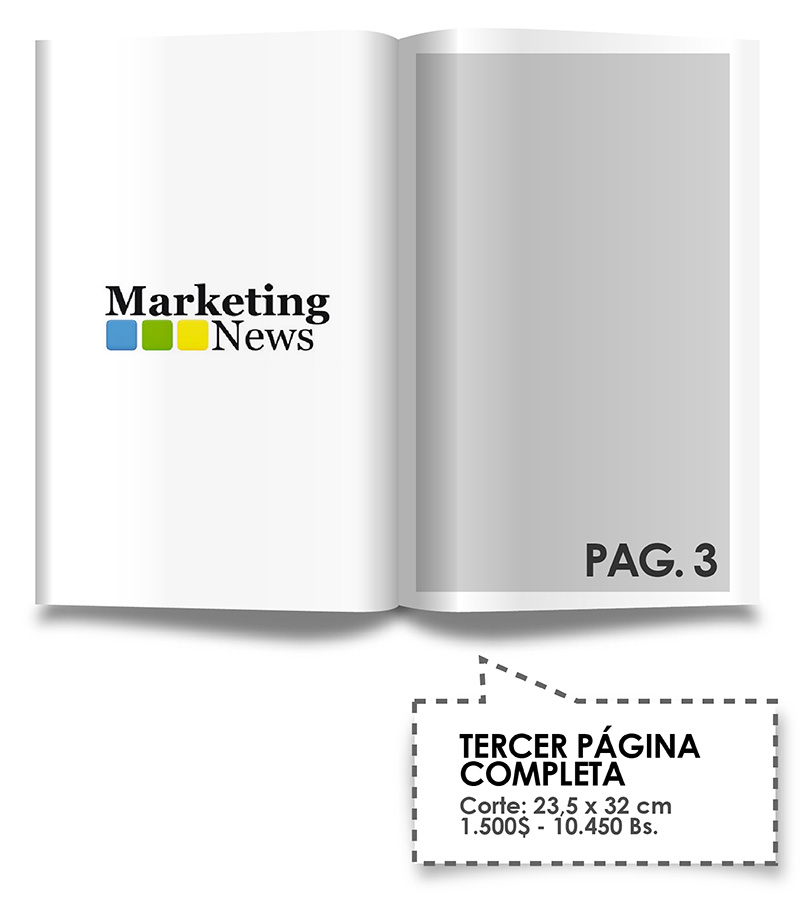 Marketing
News
PAG. 3
TERCER PÁGINA
COMPLETA
Corte: 23,5 x 32 cm
1.500$ - 10.450 Bs.